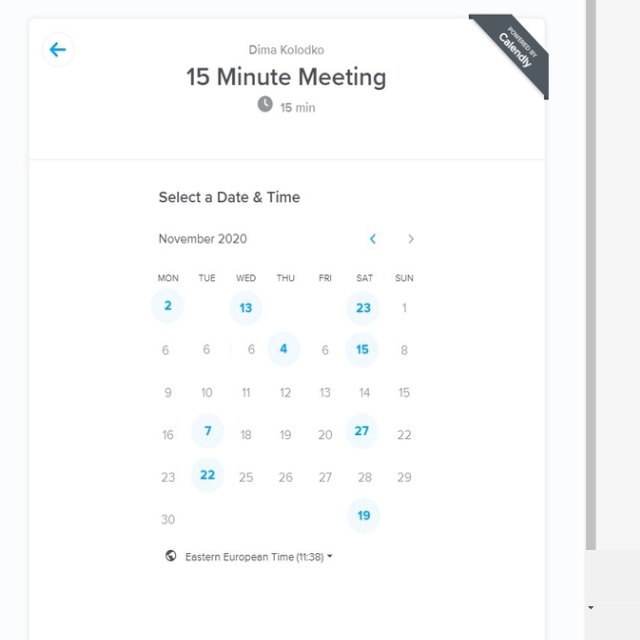 POWERED BY
Calendly
Dima Kolodko
15 Minute Meeting
15 min
Select a Date & Time
November 2020
MON TUE WED THU FRI SAT SUN
2 13 23 1
6 6 6 4 6 15 8
9 10 11 12 13 14 15
16 7 18 19 20 27 22
23 22 25 26 27 28 29
30 19
Eastern European Time (11:38)